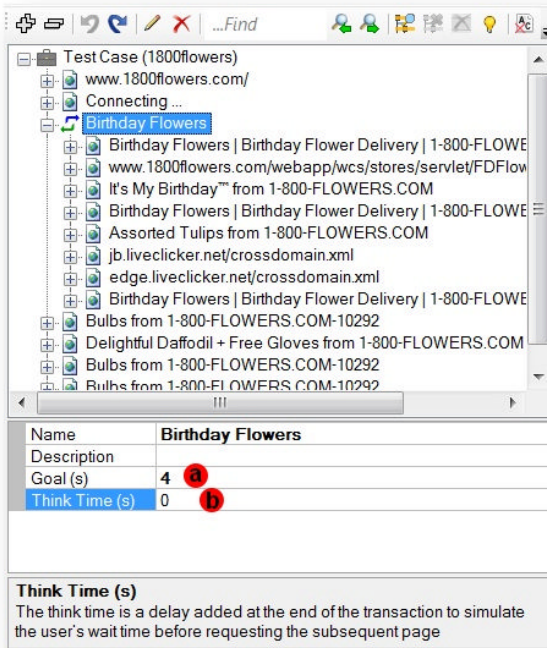 ...Find
Test Case (1800flowers)
www.1800flowers.com/
Connecting ...
Birthday Flowers
Birthday Flowers | Birthday Flower Delivery | 1-800-FLOWE
www.1800flowers.com/webapp/wcs/stores/servlet/FDFlow
It's My Birthday™ from 1-800-FLOWERS.COM
Birthday Flowers | Birthday Flower Delivery | 1-800-FLOWE
Assorted Tulips from 1-800-FLOWERS.COM
jb.liveclicker.net/crossdomain.xml
edge.liveclicker.net/crossdomain.xml
Birthday Flowers | Birthday Flower Delivery | 1-800-FLOWE
Bulbs from 1-800-FLOWERS.COM-10292
Delightful Daffodil + Free Gloves from 1-800-FLOWERS.COM
Bulbs from 1-800-FLOWERS.COM-10292
Bulbs from 1-800-FLOWERS.COM-10292
Name Birthday Flowers
Description
Goal (s) 4 a
Think Time (s) 0 b
Think Time (s)
The think time is a delay added at the end of the transaction to simulate
the user's wait time before requesting the subsequent page